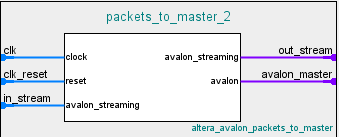 packets_to_master_2
clk
clock
avalon_streaming
out_stream
clk_reset
reset
avalon
avalon_master
in_stream
avalon_streaming
altera_avalon_packets_to_master